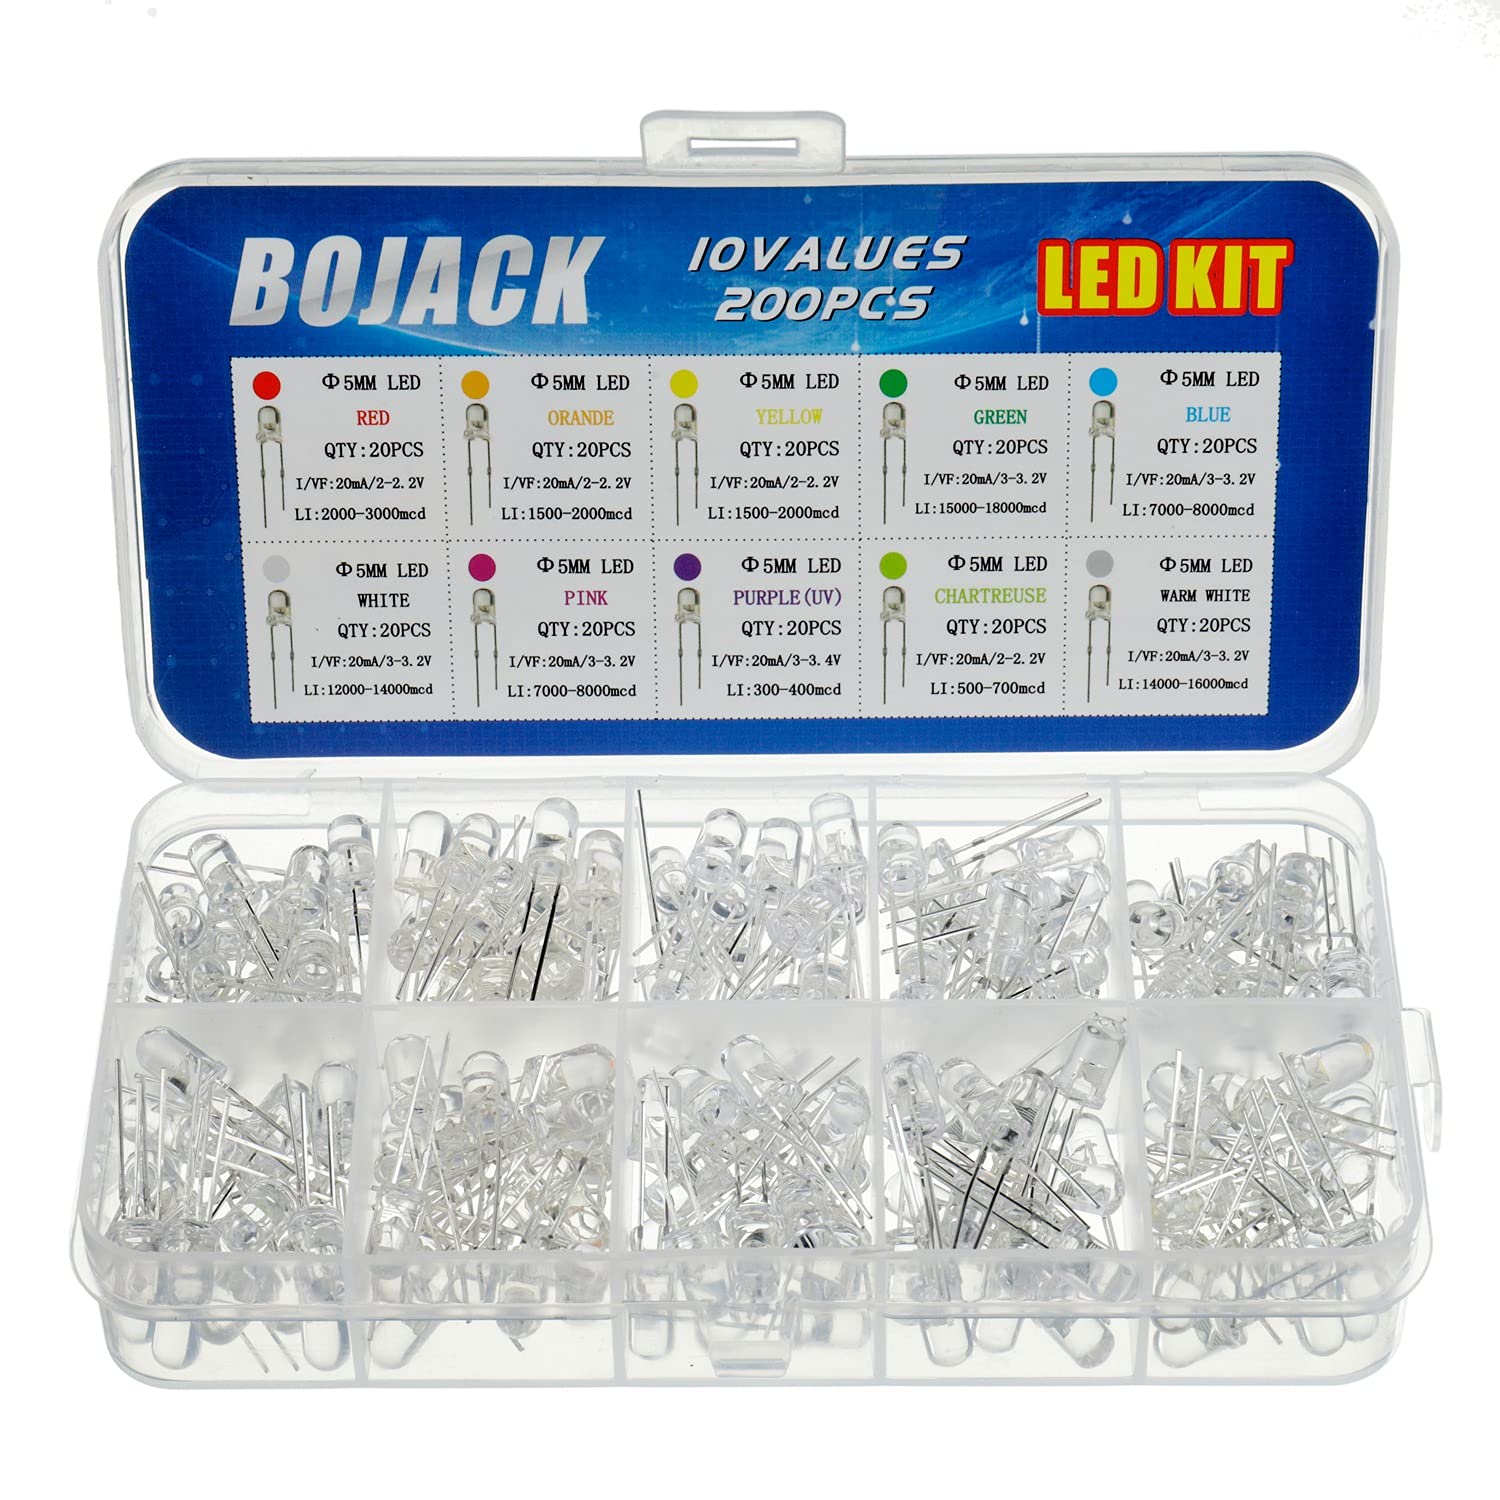 BOJACK
10VALUES
200PCS
LED KIT
Φ5MM LED
RED
QTY:20PCS
I/VF:20mA/2-2.2V
LI:2000-3000mcd
Φ5MM LED
ORANDE
QTY:20PCS
I/VF:20mA/2-2.2V
LI:1500-2000mcd
Φ5MM LED
YELLOW
QTY:20PCS
I/VF:20mA/2-2.2V
LI:1500-2000mcd
Φ5MM LED
GREEN
QTY:20PCS
I/VF:20mA/3-3.2V
LI:15000-18000mcd
Φ5MM LED
BLUE
QTY:20PCS
I/VF:20mA/3-3.2V
LI:7000-8000mcd
Φ5MM LED
WHITE
QTY:20PCS
I/VF:20mA/3-3.2V
LI:12000-14000mcd
Φ5MM LED
PINK
QTY:20PCS
I/VF:20mA/3-3.2V
LI:7000-8000mcd
Φ5MM LED
PURPLE(UV)
QTY:20PCS
I/VF:20mA/3-3.4V
LI:300-400mcd
Φ5MM LED
CHARTREUSE
QTY:20PCS
I/VF:20mA/2-2.2V
LI:500-700mcd
Φ5MM LED
WARM WHITE
QTY:20PCS
I/VF:20mA/3-3.2V
LI:14000-16000mcd